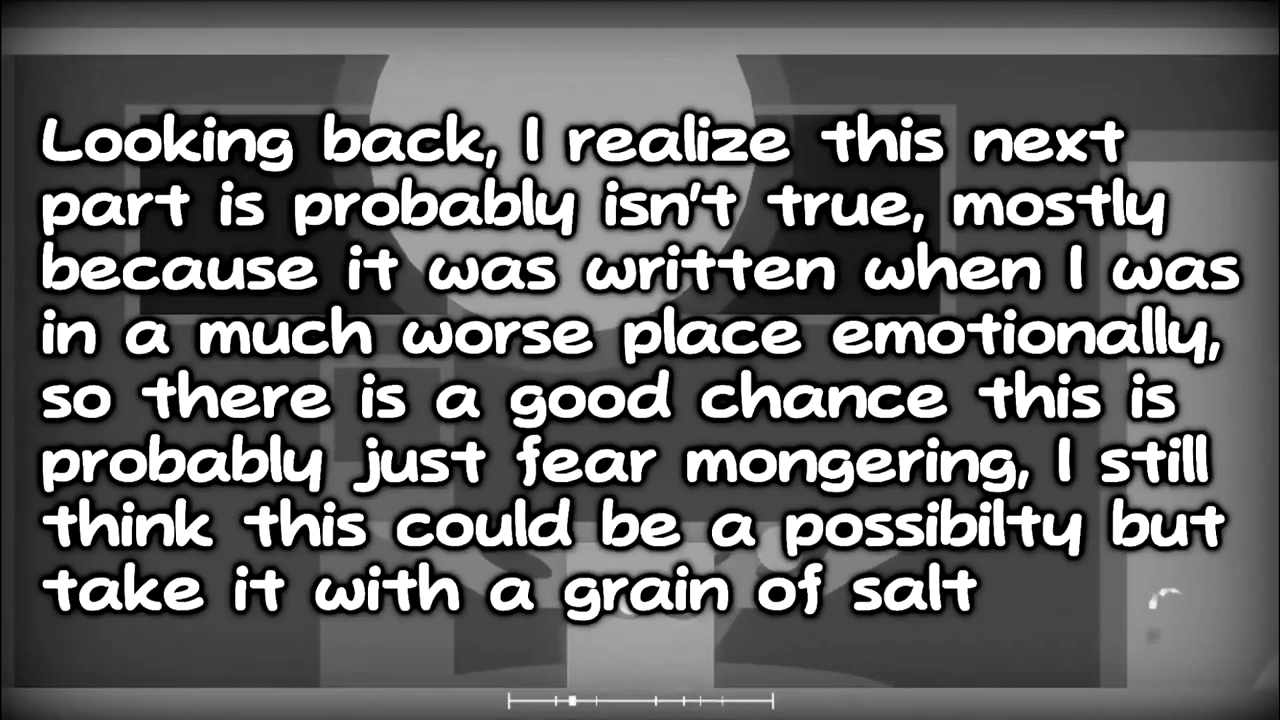 Looking back, I realize this next
part is probably isn't true, mostly
because it was written when I was
in a much worse place emotionally,
so there is a good chance this is
probably just fear mongering, I still
think this could be a possibilty but
take it with a grain of salt